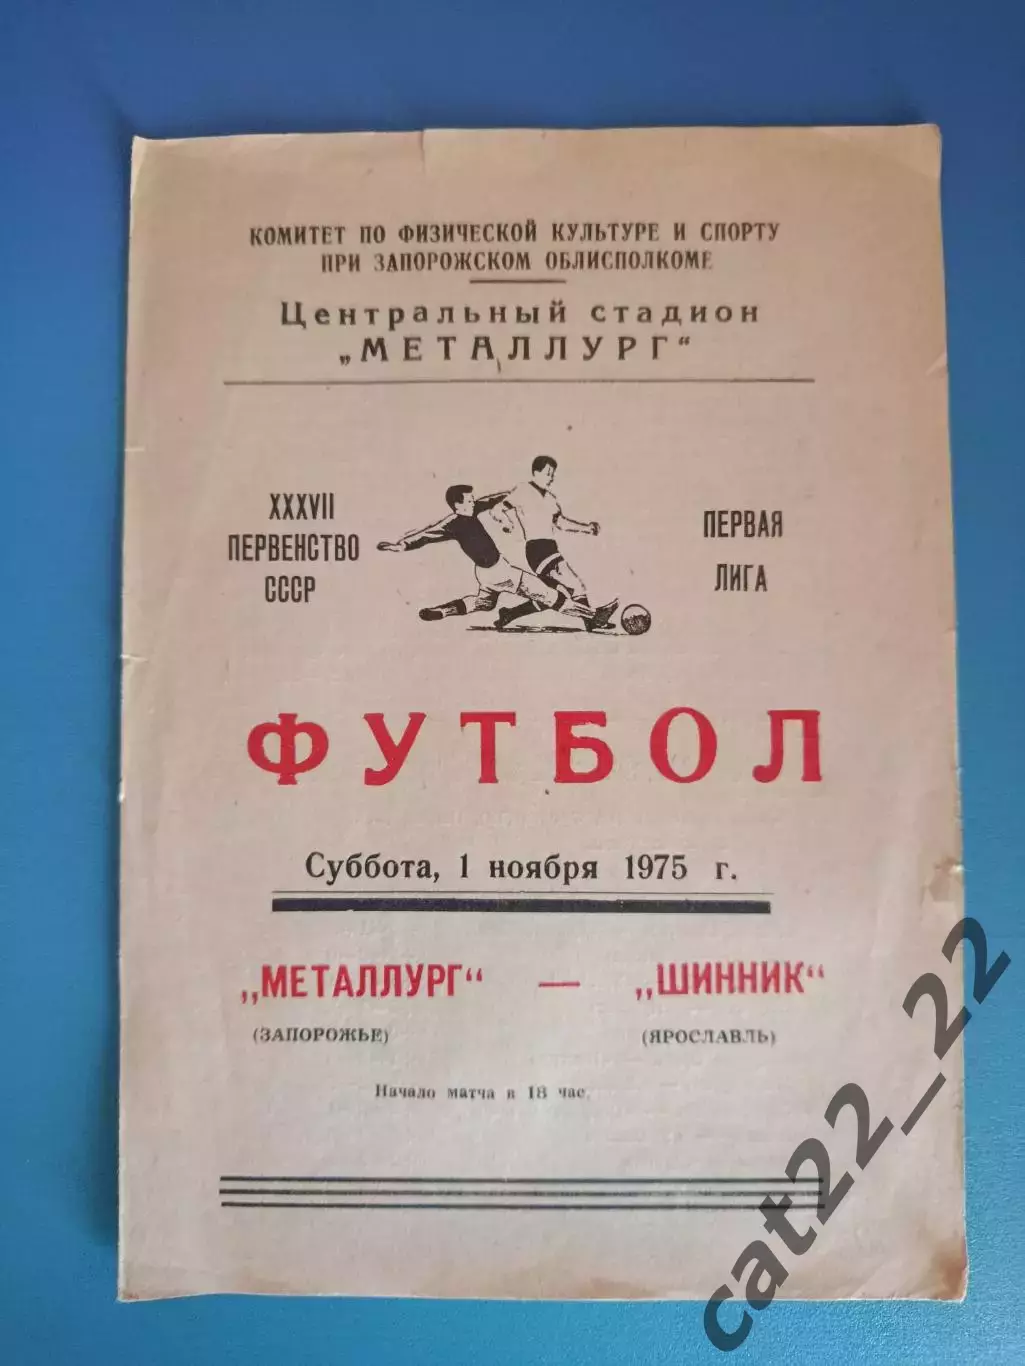 КОМИТЕТ ПО ФИЗИЧЕСКОЙ КУЛЬТУРЕ И СПОРТУ
ПРИ ЗАПОРОЖСКОМ ОБЛИСПОЛКОМЕ
Центральный стадион
„МЕТАЛЛУРГ“
XXXVII
ПЕРВЕНСТВО
СССР
ПЕРВАЯ
ЛИГА
ФУТБОЛ
Суббота, 1 ноября 1975 г.
„МЕТАЛЛУРГ“ — „ШИННИК“
(ЗАПОРОЖЬЕ) (ЯРОСЛАВЛЬ)
Начало матча в 18 час.
cat22_22